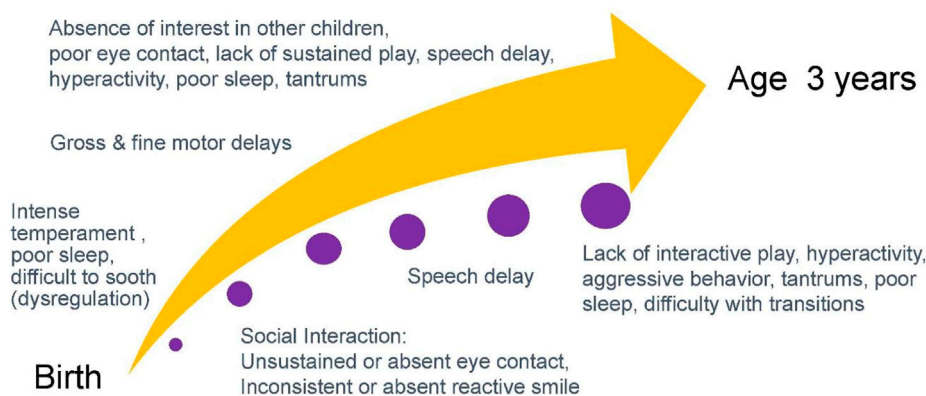 Absence of interest in other children,
poor eye contact, lack of sustained play, speech delay,
hyperactivity, poor sleep, tantrums
Age 3 years
Gross & fine motor delays
Intense
temperament ,
poor sleep,
difficult to sooth
(dysregulation)
Speech delay
Lack of interactive play, hyperactivity,
aggressive behavior, tantrums, poor
sleep, difficulty with transitions
Social Interaction:
Unsustained or absent eye contact,
Inconsistent or absent reactive smile
Birth